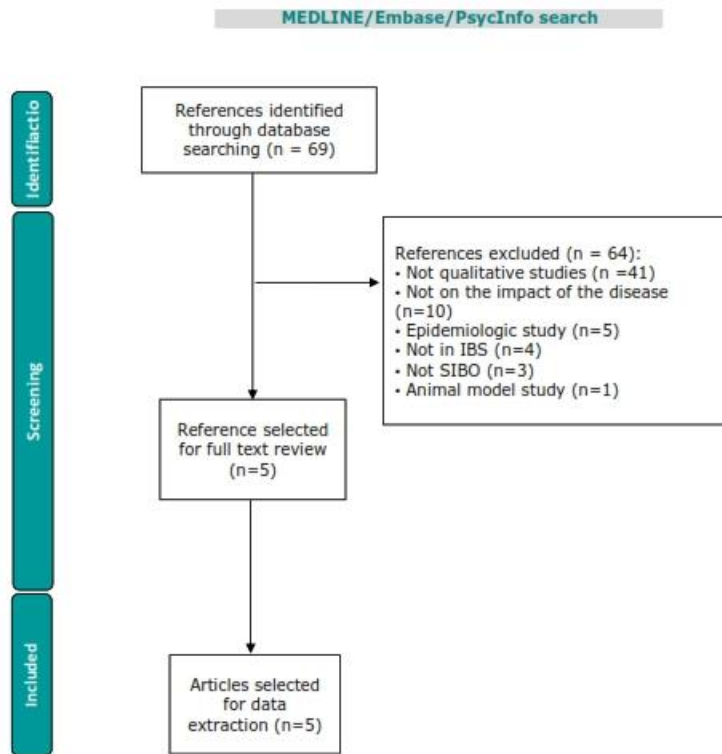 MEDLINE/Embase/PsycInfo search
Identifiactio
References identified
through database
searching (n = 69)
Screening
References excluded (n = 64):
• Not qualitative studies (n =41)
• Not on the impact of the disease
(n=10)
• Epidemiologic study (n=5)
• Not in IBS (n=4)
• Not SIBO (n=3)
• Animal model study (n=1)
Reference selected
for full text review
(n=5)
Included
Articles selected
for data
extraction (n=5)